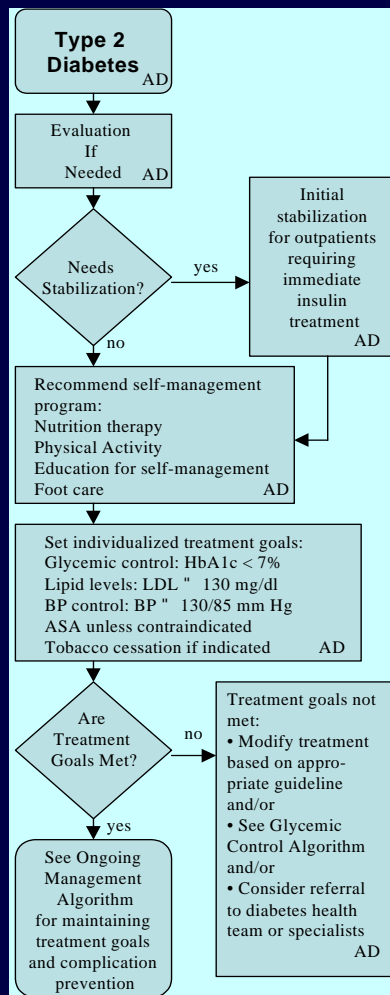 Type 2
Diabetes
AD
Evaluation
If
Needed
AD
Needs
Stabilization?
yes
Initial
stabilization
for outpatients
requiring
immediate
insulin
treatment
AD
no
Recommend self-management
program:
Nutrition therapy
Physical Activity
Education for self-management
Foot care
AD
Set individualized treatment goals:
Glycemic control: HbA1c < 7%
Lipid levels: LDL " 130 mg/dl
BP control: BP " 130/85 mm Hg
ASA unless contraindicated
Tobacco cessation if indicated
AD
Are
Treatment
Goals Met?
no
Treatment goals not
met:
• Modify treatment
based on appro-
priate guideline
and/or
• See Glycemic
Control Algorithm
and/or
• Consider referral
to diabetes health
team or specialists
AD
yes
See Ongoing
Management
Algorithm
for maintaining
treatment goals
and complication
prevention